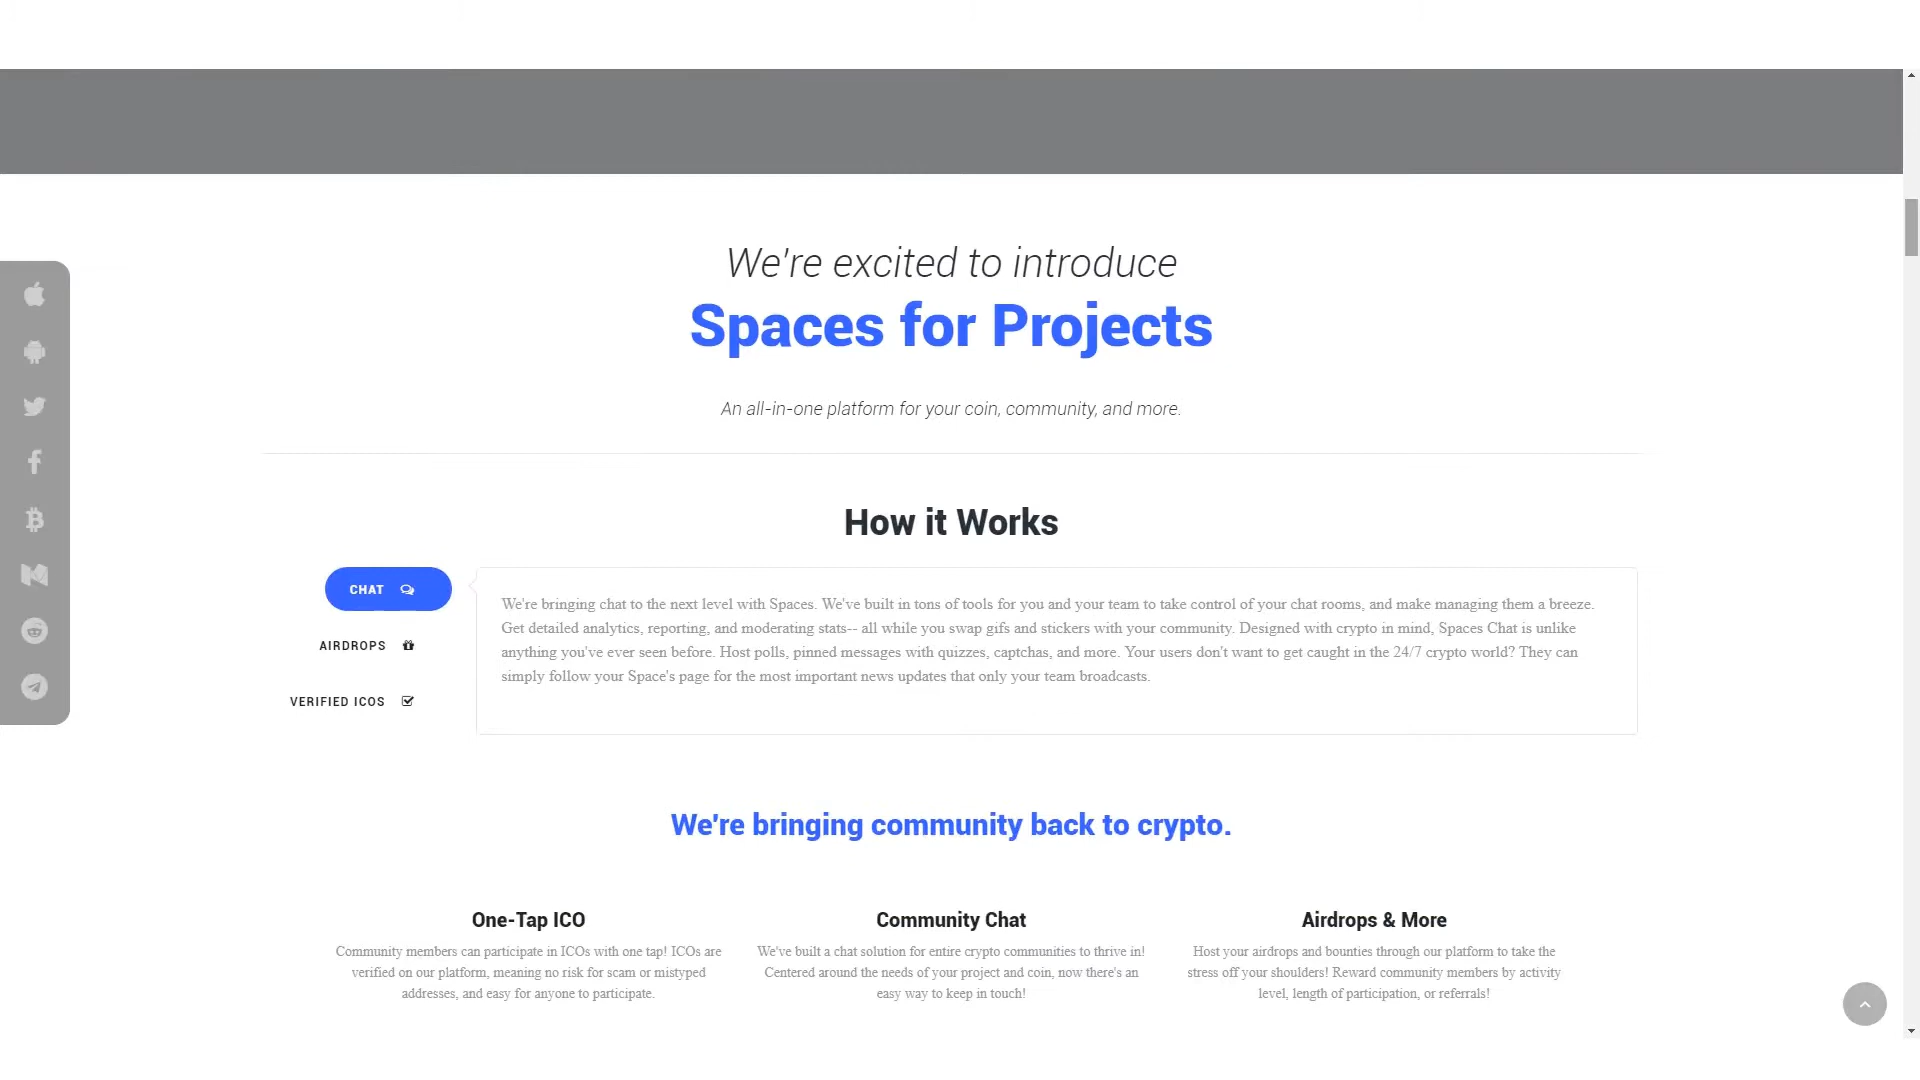 We're excited to introduce
Spaces for Projects
An all-in-one platform for your coin, community, and more.
How it Works
CHAT
AIRDROPS
VERIFIED ICOS
We're bringing chat to the next level with Spaces. We've built in tons of tools for you and your team to take control of your chat rooms, and make managing them a breeze.
Get detailed analytics, reporting, and moderating stats-- all while you swap gifs and stickers with your community. Designed with crypto in mind, Spaces Chat is unlike
anything you've ever seen before. Host polls, pinned messages with quizzes, captchas, and more. Your users don't want to get caught in the 24/7 crypto world? They can
simply follow your Space's page for the most important news updates that only your team broadcasts.
We're bringing community back to crypto.
One-Tap ICO
Community members can participate in ICOs with one tap! ICOs are
verified on our platform, meaning no risk for scam or mistyped
addresses, and easy for anyone to participate.
Community Chat
We've built a chat solution for entire crypto communities to thrive in!
Centered around the needs of your project and coin, now there's an
easy way to keep in touch!
Airdrops & More
Host your airdrops and bounties through our platform to take the
stress off your shoulders! Reward community members by activity
level, length of participation, or referrals!